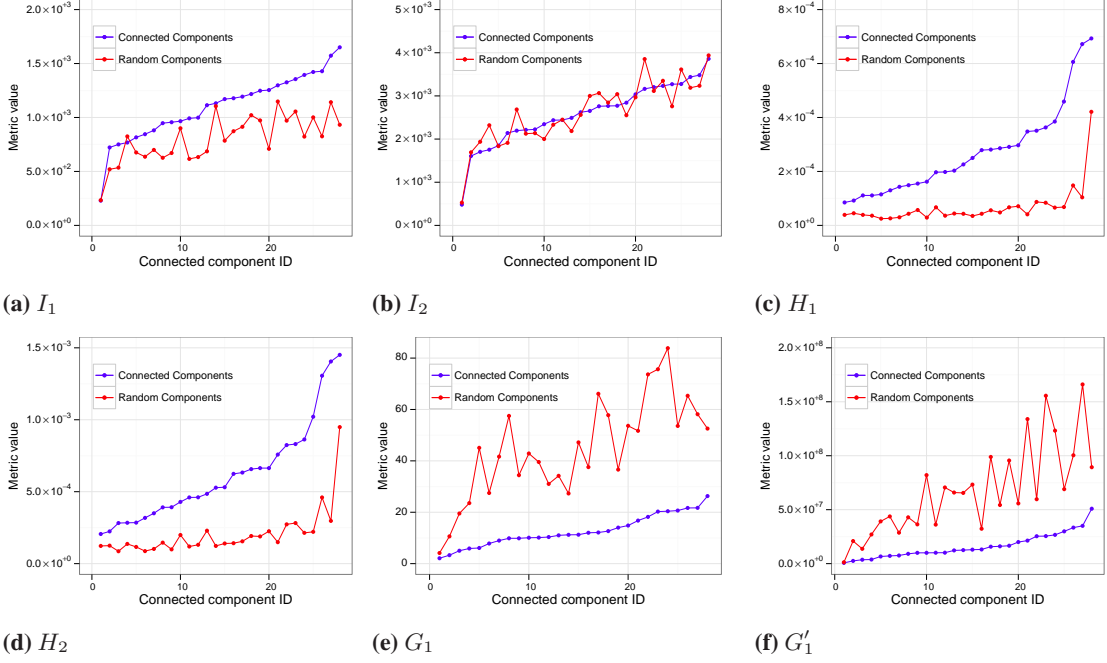 2.0×10⁺³
1.5×10⁺³
1.0×10⁺³
5.0×10⁺²
0.0×10⁺⁰
Metric value
Connected Components
Random Components
0
10
20
Connected component ID
(a) I₁
5×10⁺³
4×10⁺³
3×10⁺³
2×10⁺³
1×10⁺³
0×10⁺⁰
Metric value
Connected Components
Random Components
0
10
20
Connected component ID
(b) I₂
8×10⁻⁴
6×10⁻⁴
4×10⁻⁴
2×10⁻⁴
0×10⁺⁰
Metric value
Connected Components
Random Components
0
10
20
Connected component ID
(c) H₁
1.5×10⁻³
1.0×10⁻³
5.0×10⁻⁴
0.0×10⁺⁰
Metric value
Connected Components
Random Components
0
10
20
Connected component ID
(d) H₂
80
60
40
20
0
Metric value
Connected Components
Random Components
0
10
20
Connected component ID
(e) G₁
2.0×10⁺⁸
1.5×10⁺⁸
1.0×10⁺⁸
5.0×10⁺⁷
0.0×10⁺⁰
Metric value
Connected Components
Random Components
0
10
20
Connected component ID
(f) G′₁